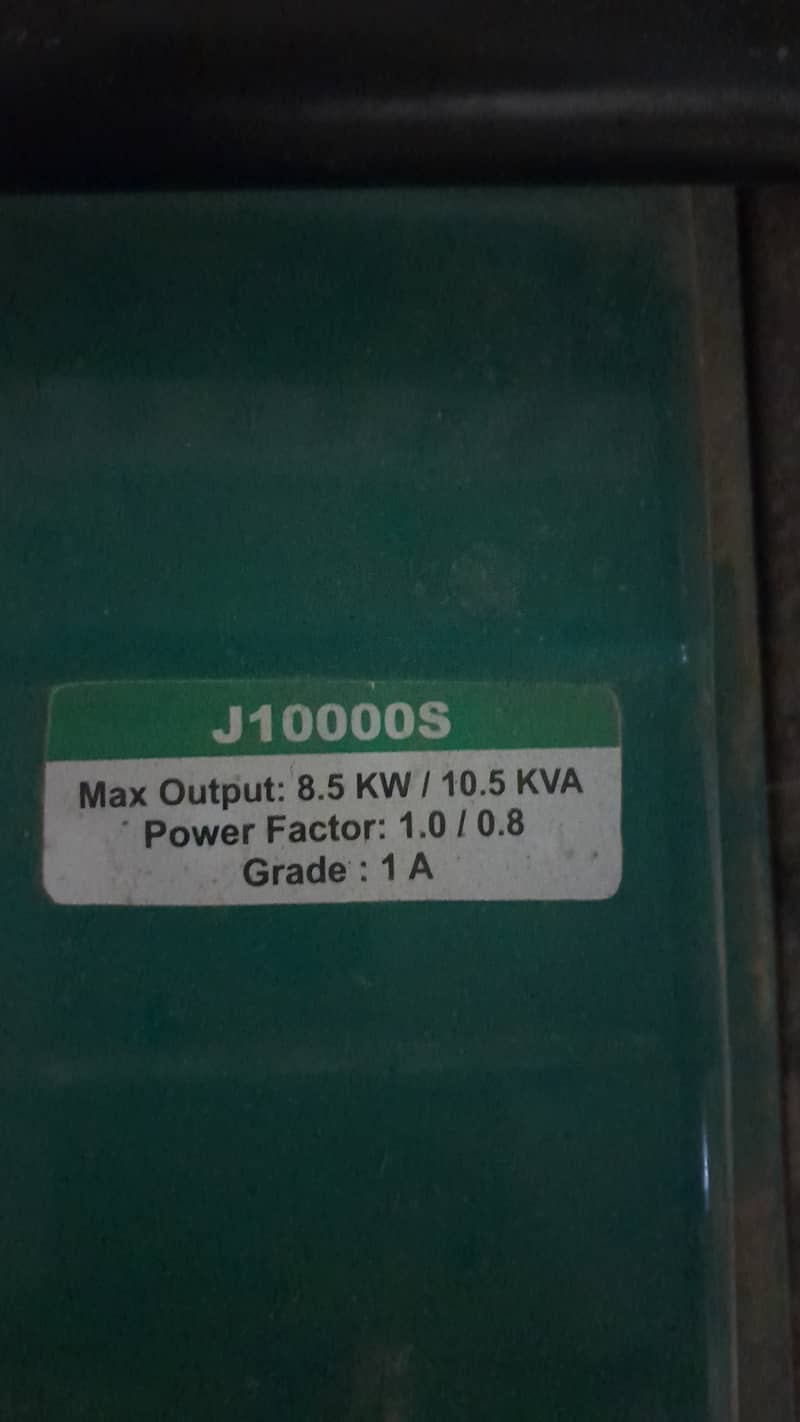 J10000S
Max Output: 8.5 KW / 10.5 KVA
Power Factor: 1.0 / 0.8
Grade : 1 A